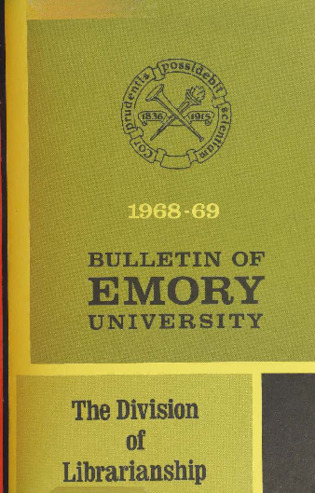 Cor prudentis possidebit scientiam
1836 1915
1968-69
BULLETIN OF
EMORY
UNIVERSITY
The Division
of
Librarianship